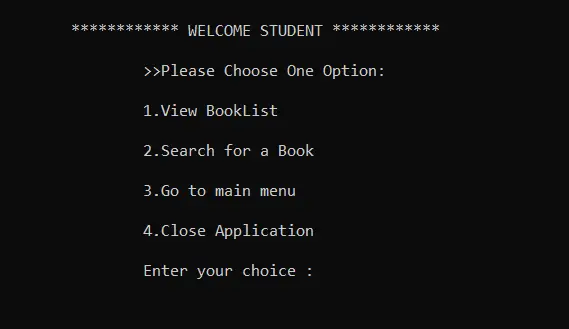 ************ WELCOME STUDENT ************
>>Please Choose One Option:
1.View BookList
2.Search for a Book
3.Go to main menu
4.Close Application
Enter your choice :